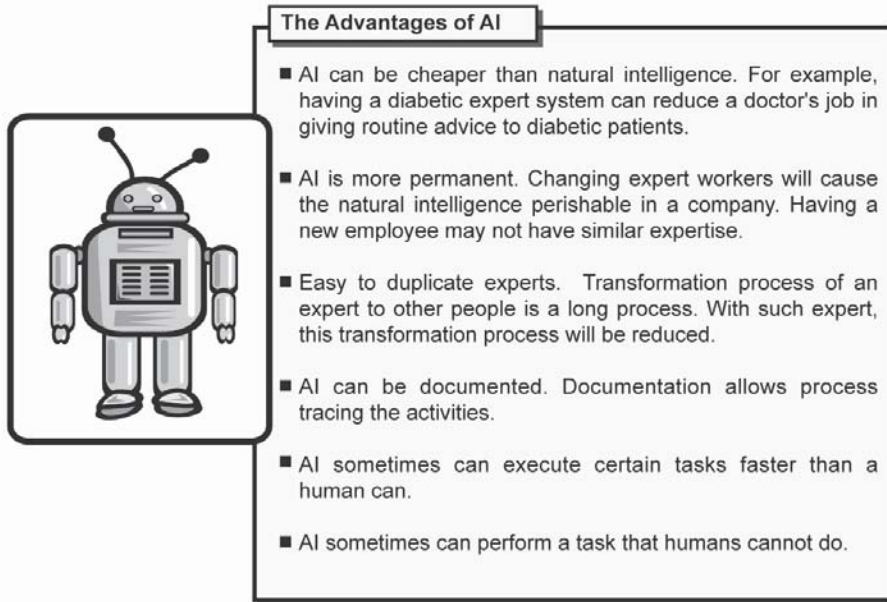 The Advantages of AI
■ AI can be cheaper than natural intelligence. For example,
having a diabetic expert system can reduce a doctor's job in
giving routine advice to diabetic patients.
■ AI is more permanent. Changing expert workers will cause
the natural intelligence perishable in a company. Having a
new employee may not have similar expertise.
■ Easy to duplicate experts. Transformation process of an
expert to other people is a long process. With such expert,
this transformation process will be reduced.
■ AI can be documented. Documentation allows process
tracing the activities.
■ AI sometimes can execute certain tasks faster than a
human can.
■ AI sometimes can perform a task that humans cannot do.